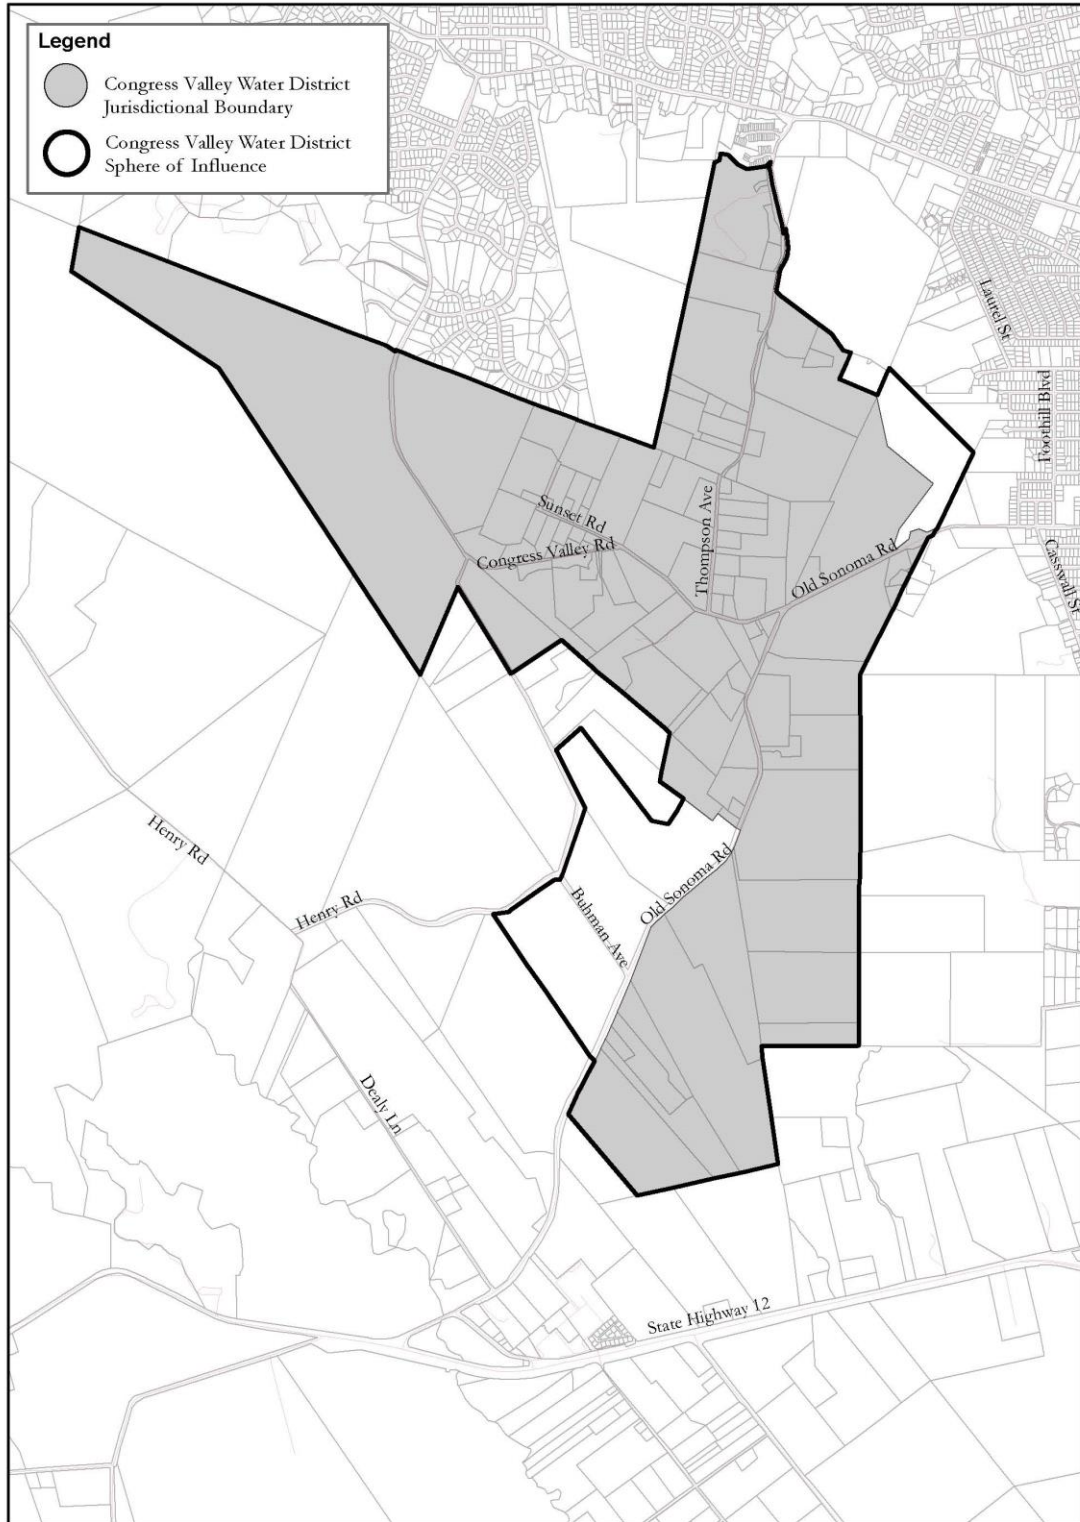 Legend
Congress Valley Water District
Jurisdictional Boundary
Congress Valley Water District
Sphere of Influence
Laurel St
Foothill Blvd
Sunset Rd
Thompson Ave
Congress Valley Rd
Old Sonoma Rd
Casswall St
Henry Rd
Old Sonoma Rd
Henry Rd
Buhman Ave
Dealy Ln
State Highway 12